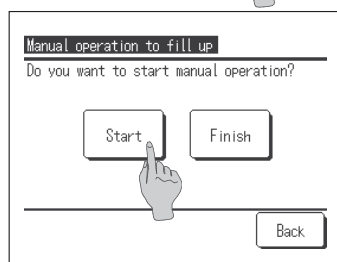 Manual operation to fill up
Do you want to start manual operation?
Start
Finish
Back